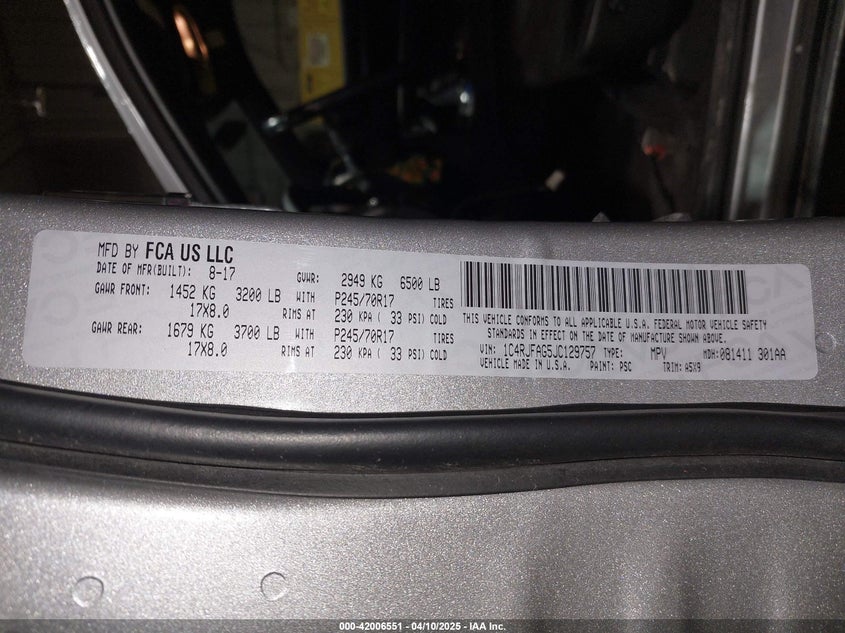 MFD BY FCA US LLC
DATE OF MFR(BUILT): 8-17 GVWR: 2949 KG 6500 LB
GAWR FRONT: 1452 KG 3200 LB WITH P245/70R17 TIRES
17X8.0 RIMS AT 230 KPA ( 33 PSI) COLD
GAWR REAR: 1679 KG 3700 LB WITH P245/70R17 TIRES
17X8.0 RIMS AT 230 KPA ( 33 PSI) COLD
THIS VEHICLE CONFORMS TO ALL APPLICABLE U.S.A. FEDERAL MOTOR VEHICLE SAFETY
STANDARDS IN EFFECT ON THE DATE OF MANUFACTURE SHOWN ABOVE.
VIN: 1C4RJFAG5JC129757 TYPE: MPV MDH: 081411 301AA
VEHICLE MADE IN U.S.A. PAINT: PSC TRIM: A5X9
000-42006551 - 04/10/2025 - IAA Inc.